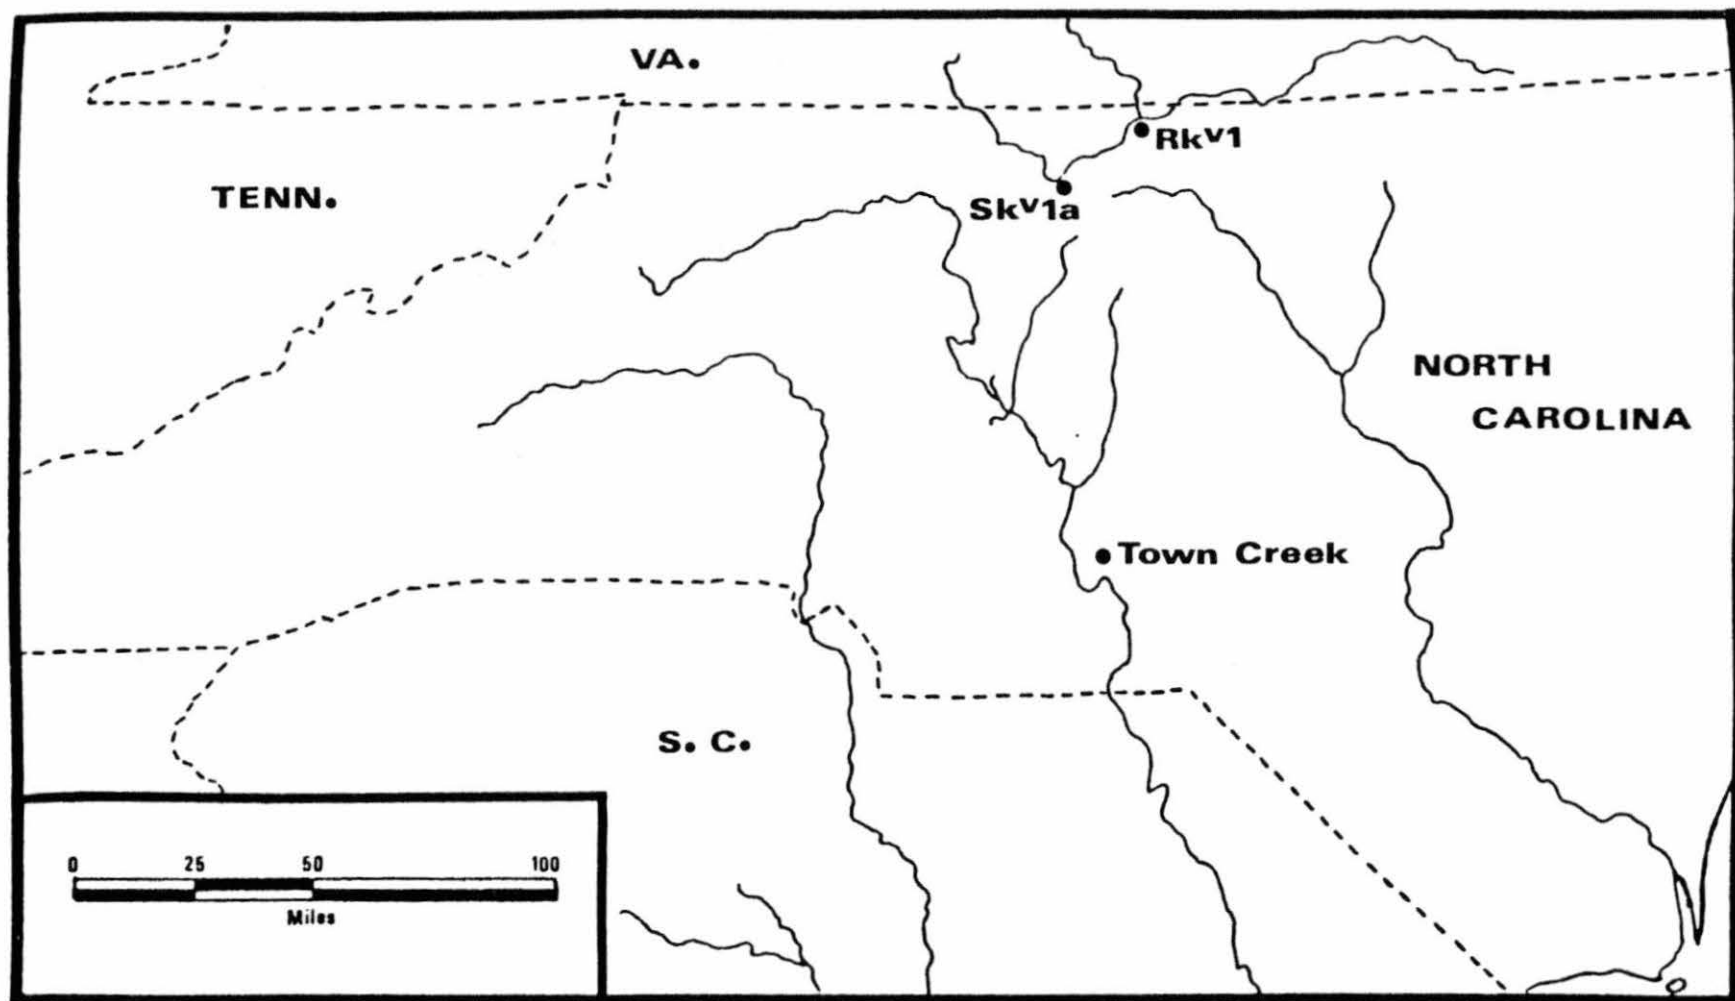 VA.
TENN.
Rkv1
Skv1a
NORTH
CAROLINA
Town Creek
S. C.
0 25 50 100
Miles